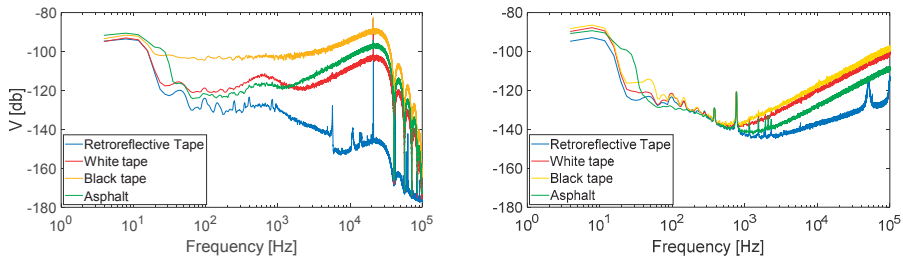 -80
-100
-120
-140
-160
-180
V [db]
Retroreflective Tape
White tape
Black tape
Asphalt
10^0
10^1
10^2
10^3
10^4
10^5
Frequency [Hz]
-80
-100
-120
-140
-160
-180
Retroreflective Tape
White tape
Black tape
Asphalt
10^0
10^1
10^2
10^3
10^4
10^5
Frequency [Hz]